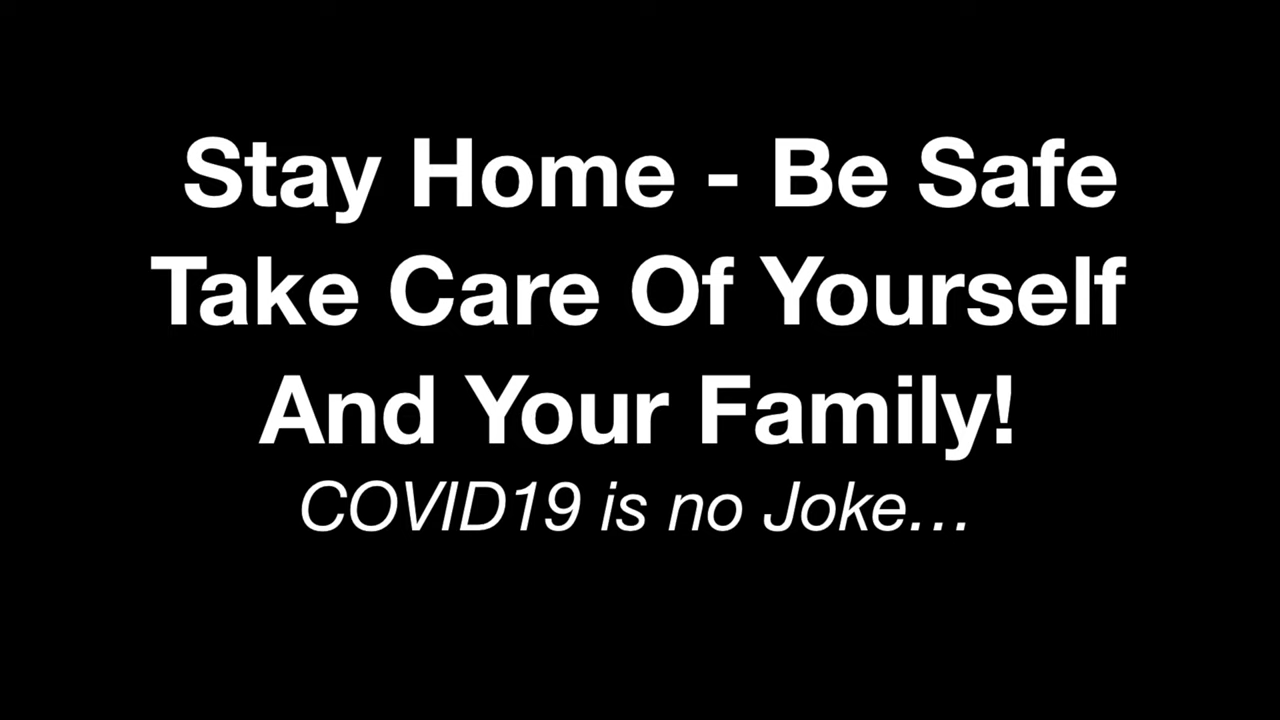 Stay Home - Be Safe
Take Care Of Yourself
And Your Family!
COVID19 is no Joke...